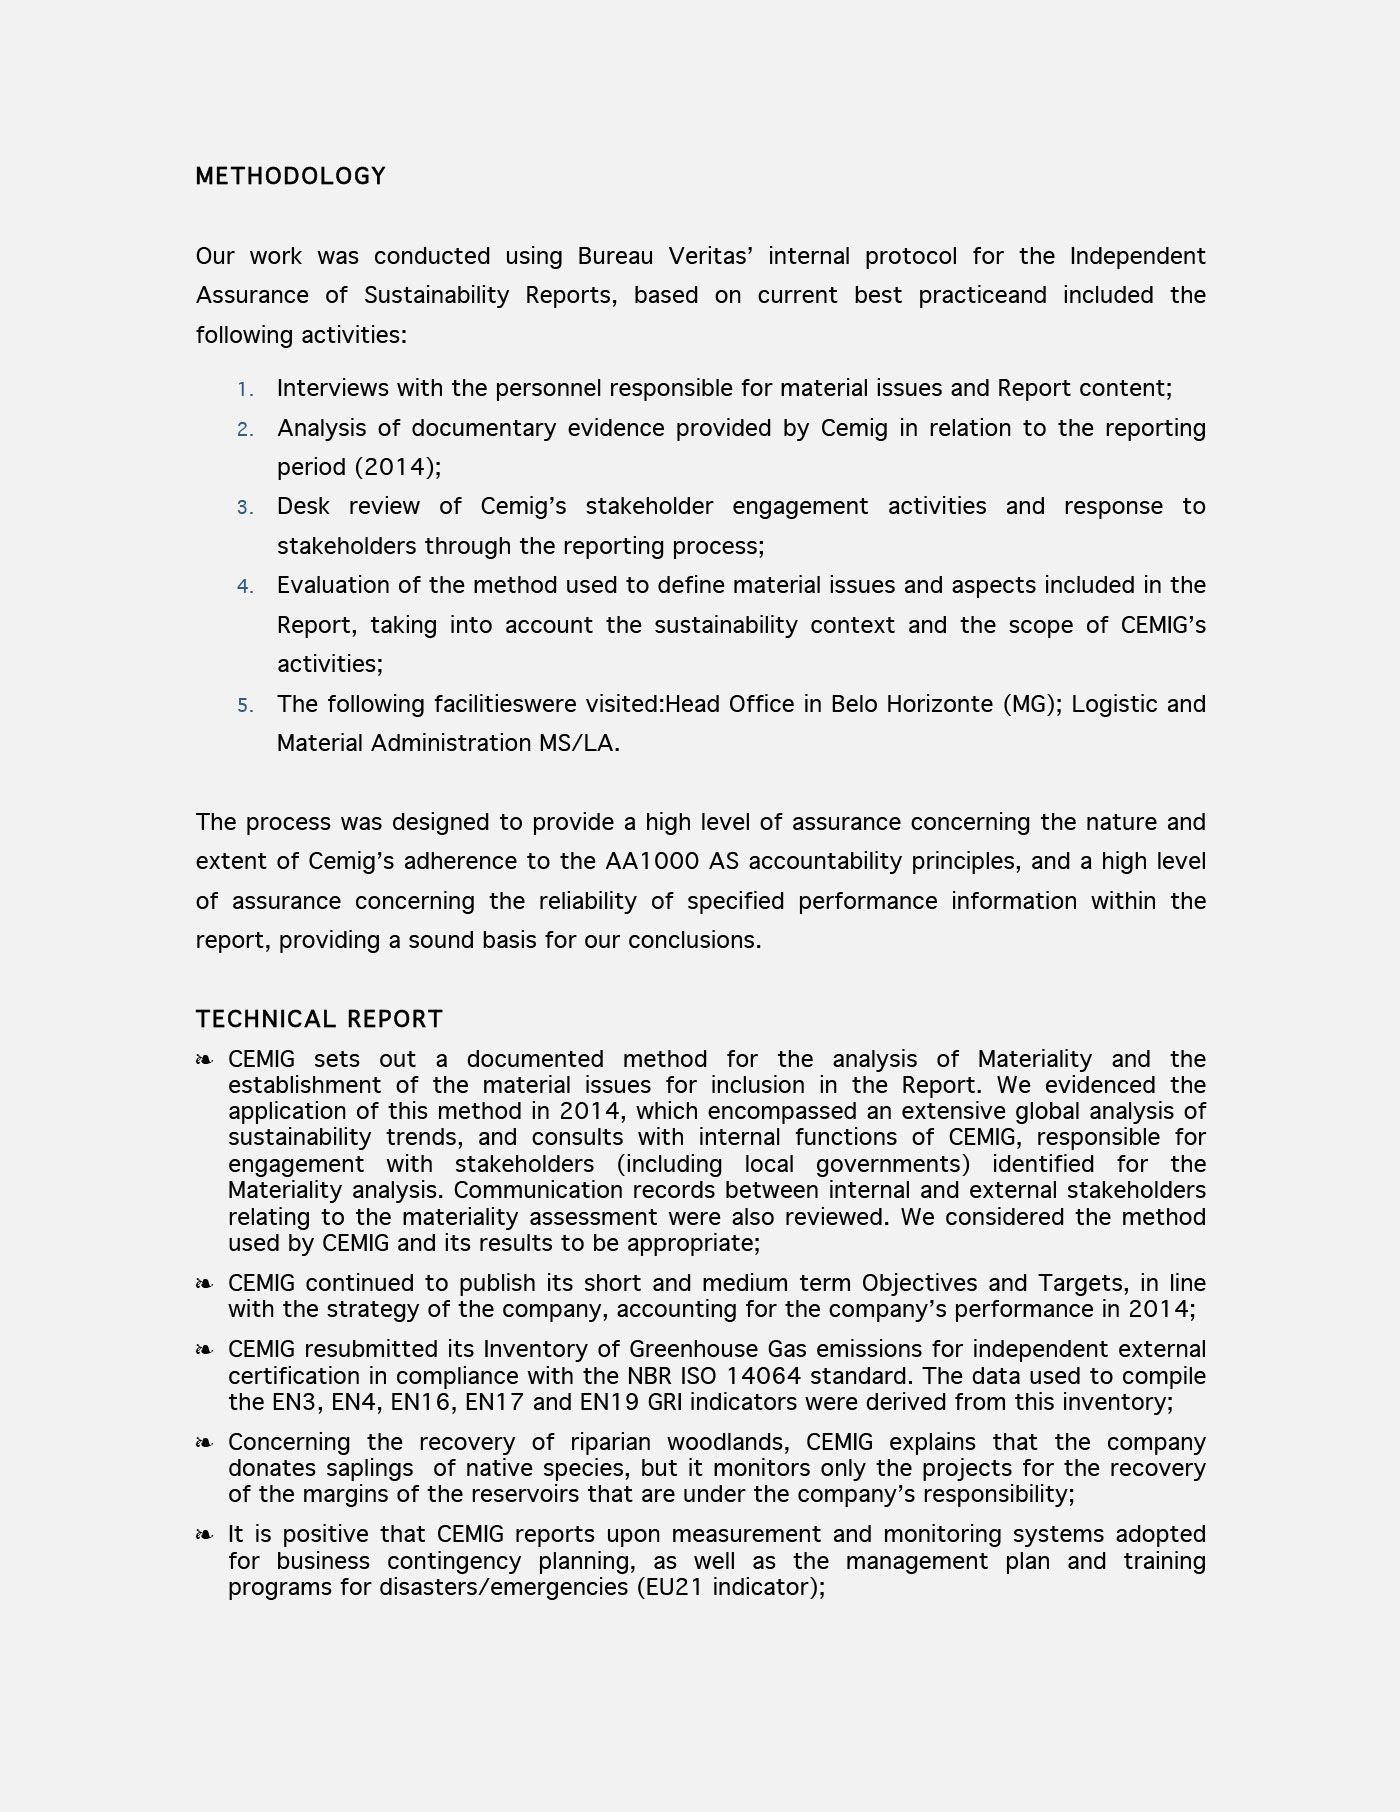 METHODOLOGY
Our work was conducted using Bureau Veritas’ internal protocol for the Independent
Assurance of Sustainability Reports, based on current best practiceand included the
following activities:
1. Interviews with the personnel responsible for material issues and Report content;
2. Analysis of documentary evidence provided by Cemig in relation to the reporting
period (2014);
3. Desk review of Cemig’s stakeholder engagement activities and response to
stakeholders through the reporting process;
4. Evaluation of the method used to define material issues and aspects included in the
Report, taking into account the sustainability context and the scope of CEMIG’s
activities;
5. The following facilitieswere visited:Head Office in Belo Horizonte (MG); Logistic and
Material Administration MS/LA.
The process was designed to provide a high level of assurance concerning the nature and
extent of Cemig’s adherence to the AA1000 AS accountability principles, and a high level
of assurance concerning the reliability of specified performance information within the
report, providing a sound basis for our conclusions.
TECHNICAL REPORT
❧ CEMIG sets out a documented method for the analysis of Materiality and the
establishment of the material issues for inclusion in the Report. We evidenced the
application of this method in 2014, which encompassed an extensive global analysis of
sustainability trends, and consults with internal functions of CEMIG, responsible for
engagement with stakeholders (including local governments) identified for the
Materiality analysis. Communication records between internal and external stakeholders
relating to the materiality assessment were also reviewed. We considered the method
used by CEMIG and its results to be appropriate;
❧ CEMIG continued to publish its short and medium term Objectives and Targets, in line
with the strategy of the company, accounting for the company’s performance in 2014;
❧ CEMIG resubmitted its Inventory of Greenhouse Gas emissions for independent external
certification in compliance with the NBR ISO 14064 standard. The data used to compile
the EN3, EN4, EN16, EN17 and EN19 GRI indicators were derived from this inventory;
❧ Concerning the recovery of riparian woodlands, CEMIG explains that the company
donates saplings of native species, but it monitors only the projects for the recovery
of the margins of the reservoirs that are under the company’s responsibility;
❧ It is positive that CEMIG reports upon measurement and monitoring systems adopted
for business contingency planning, as well as the management plan and training
programs for disasters/emergencies (EU21 indicator);